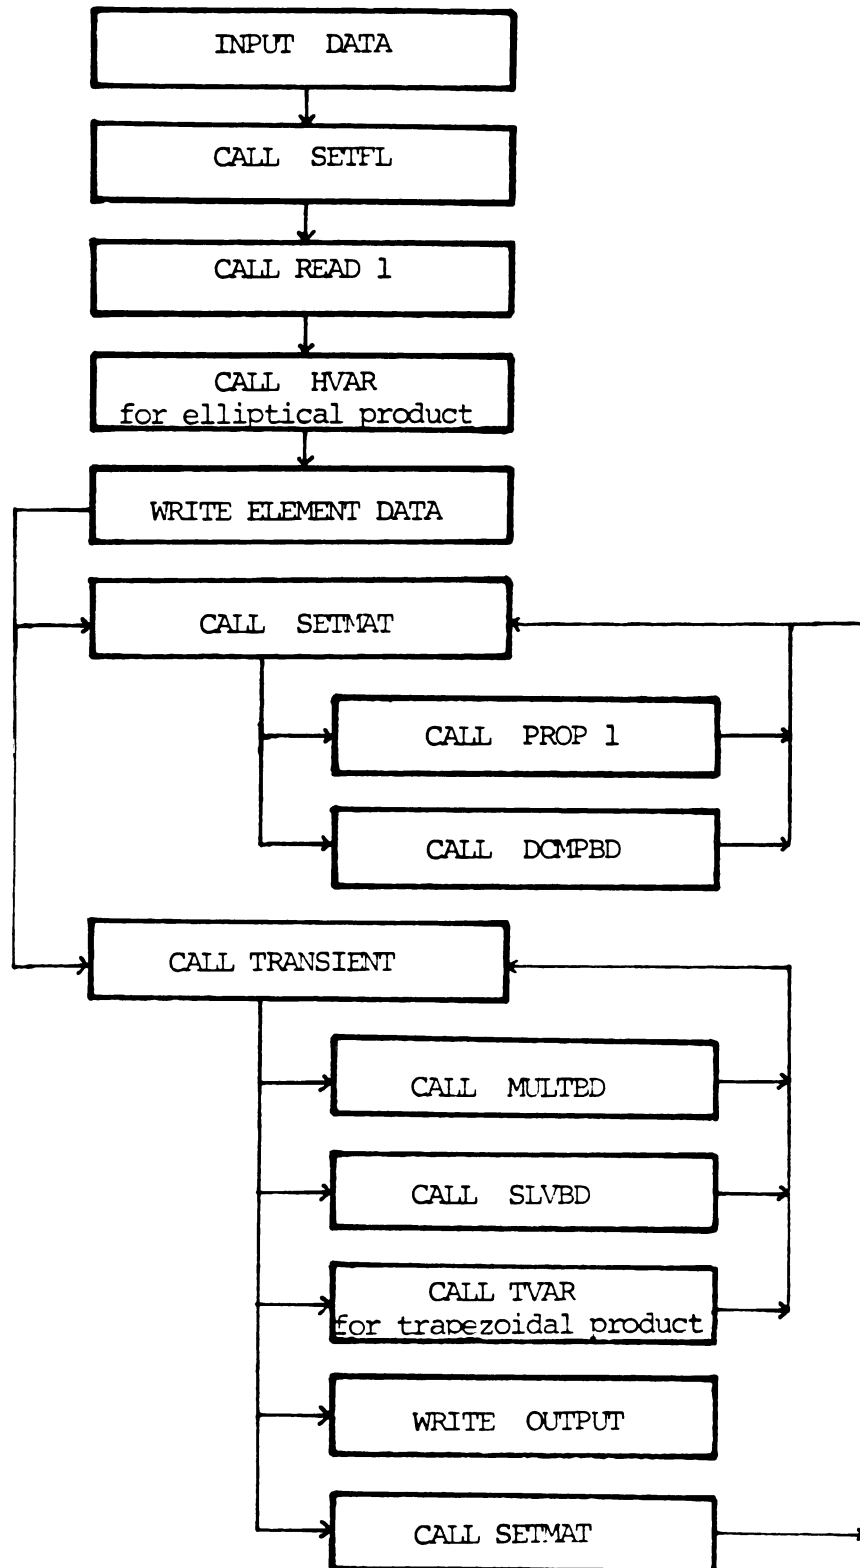 INPUT DATA
CALL SETFL
CALL READ 1
CALL HVAR
for elliptical product
WRITE ELEMENT DATA
CALL SETMAT
CALL PROP 1
CALL DCMPBD
CALL TRANSIENT
CALL MULTBD
CALL SLVBD
CALL TVAR
for trapezoidal product
WRITE OUTPUT
CALL SETMAT